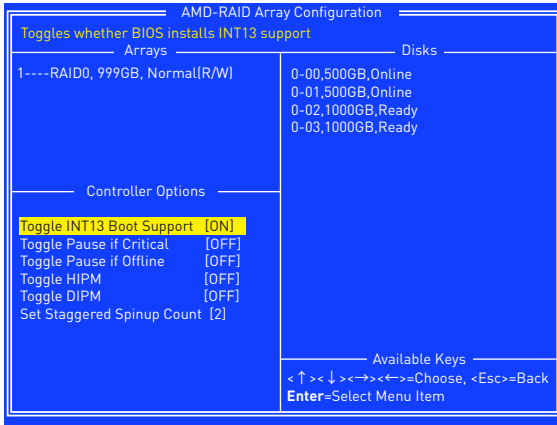 AMD-RAID Array Configuration
Toggles whether BIOS installs INT13 support
Arrays
1----RAID0, 999GB, Normal(R/W)
Disks
0-00,500GB,Online
0-01,500GB,Online
0-02,1000GB,Ready
0-03,1000GB,Ready
Controller Options
Toggle INT13 Boot Support [ON]
Toggle Pause if Critical [OFF]
Toggle Pause if Offline [OFF]
Toggle HIPM [OFF]
Toggle DIPM [OFF]
Set Staggered Spinup Count [2]
Available Keys
<↑><↓><→><←>=Choose, <Esc>=Back
Enter=Select Menu Item